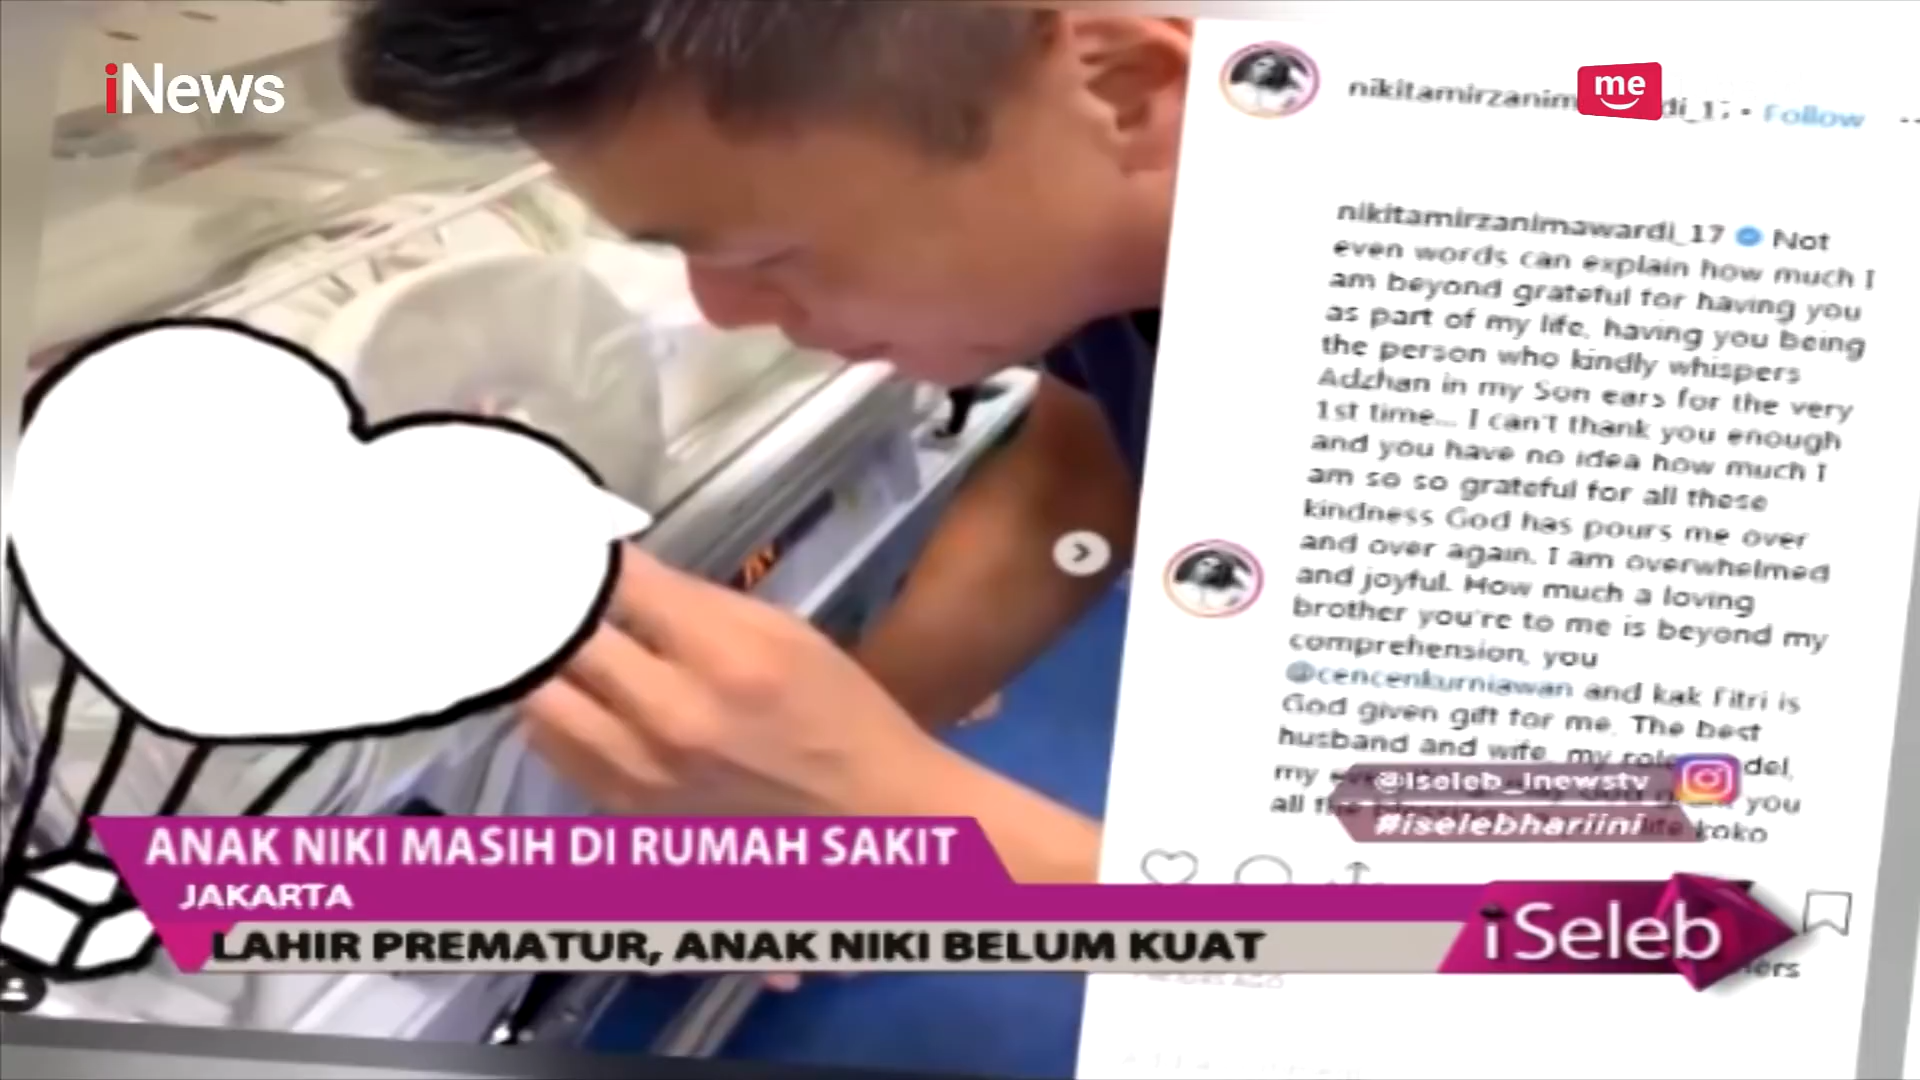 iNews
me
nikitamirzanim di_17 • Follow
nikitamirzanimawardi_17 Not
even words can explain how much I
am beyond grateful for having you
as part of my life, having you being
the person who kindly whispers
Adzhan in my Son ears for the very
1st time... I can't thank you enough
and you have no idea how much I
am so so grateful for all these
kindness God has pours me over
and over again. I am overwhelmed
and joyful. How much a loving
brother you're to me is beyond my
comprehension, you
@cencenkurniawan and kak Fitri is
God given gift for me. The best
husband and wife, my
my you
all koko
@iseleb_inewstv
#iselebhariini
ANAK NIKI MASIH DI RUMAH SAKIT
JAKARTA
LAHIR PREMATUR, ANAK NIKI BELUM KUAT
iSeleb